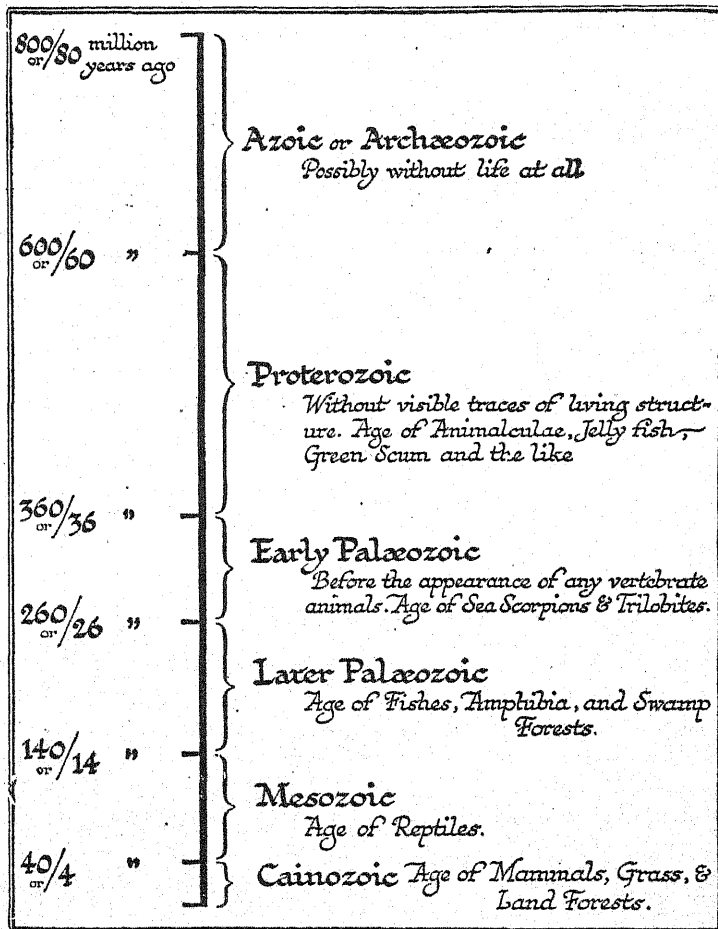 800/80 million
or years ago
Azoic or Archæozoic
Possibly without life at all
600/60 "
or
Proterozoic
Without visible traces of living struct-
ure. Age of Animalculae, Jelly fish,
Green Scum and the like
360/36 "
or
Early Palæozoic
Before the appearance of any vertebrate
animals. Age of Sea Scorpions & Trilobites.
260/26 "
or
Later Palæozoic
Age of Fishes, Amphibia, and Swamp
Forests.
140/14 "
or
Mesozoic
Age of Reptiles.
40/4 "
or
Cainozoic Age of Mammals, Grass, &
Land Forests.